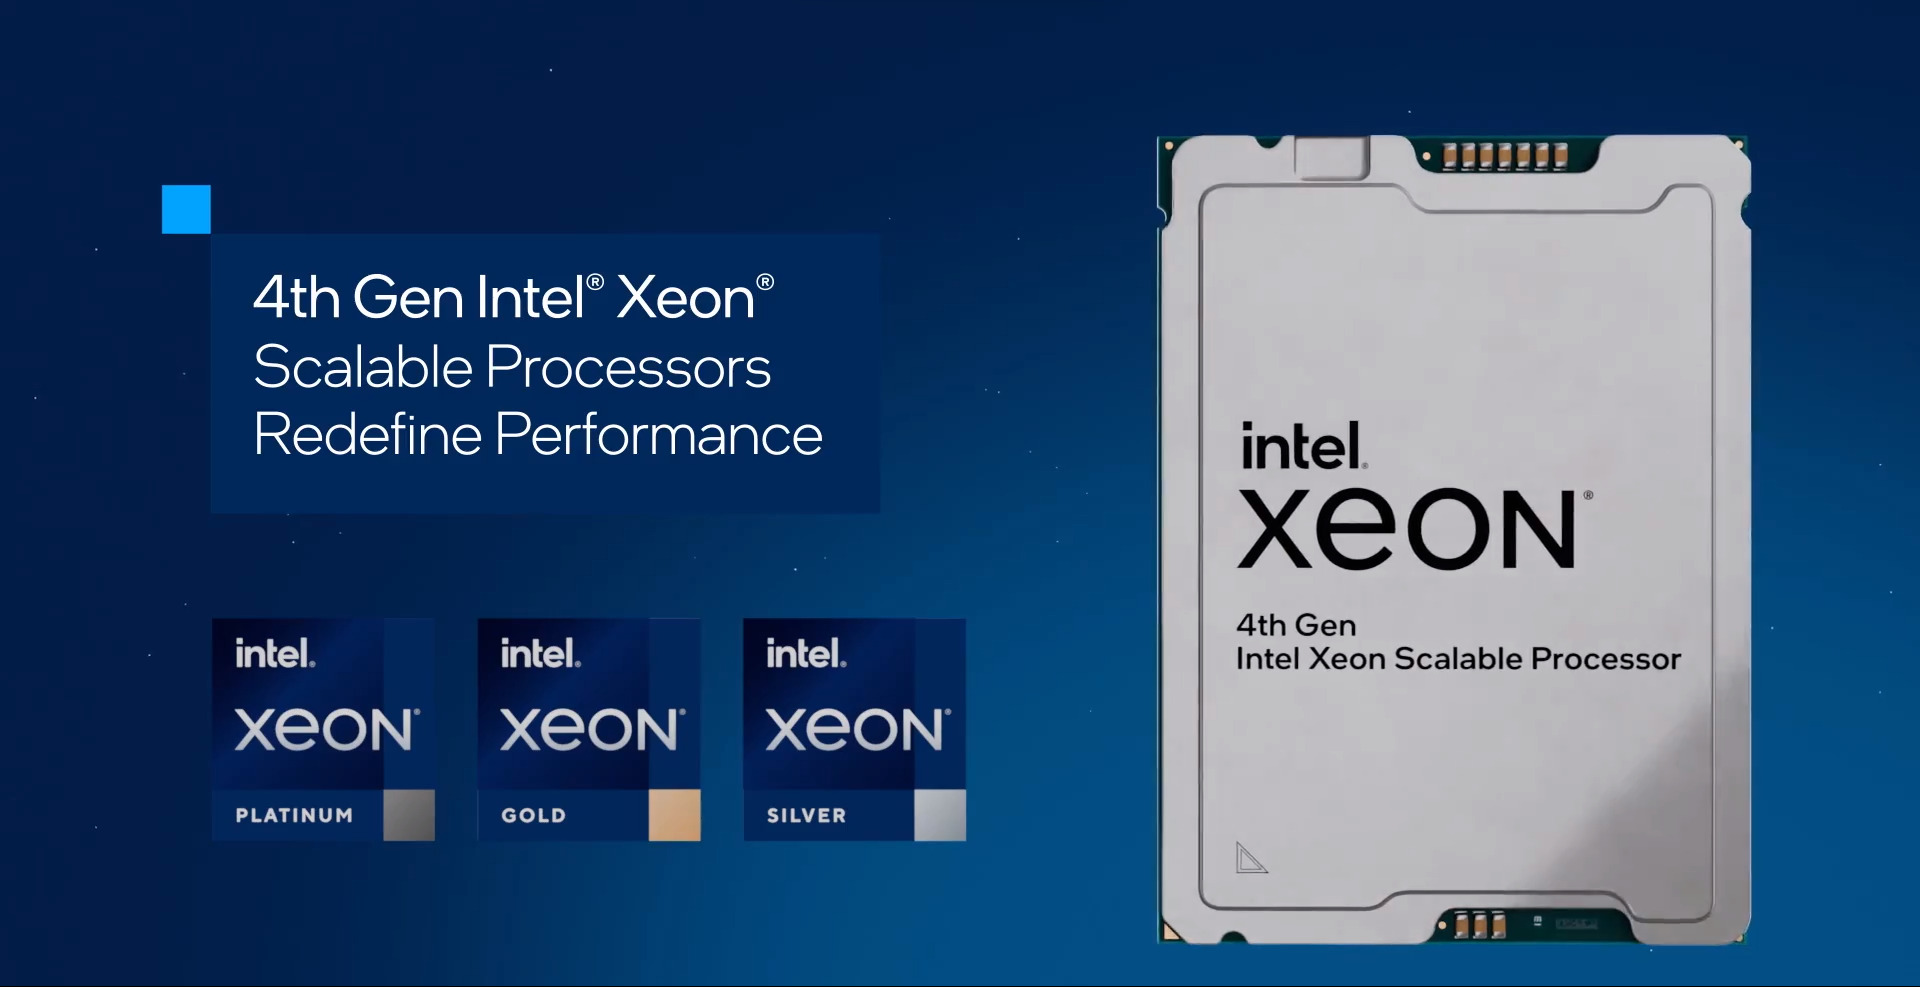 4th Gen Intel® Xeon®
Scalable Processors
Redefine Performance
intel®
xeon®
PLATINUM
intel®
xeon®
GOLD
intel®
xeon®
SILVER
intel®
xeon®
4th Gen
Intel Xeon Scalable Processor